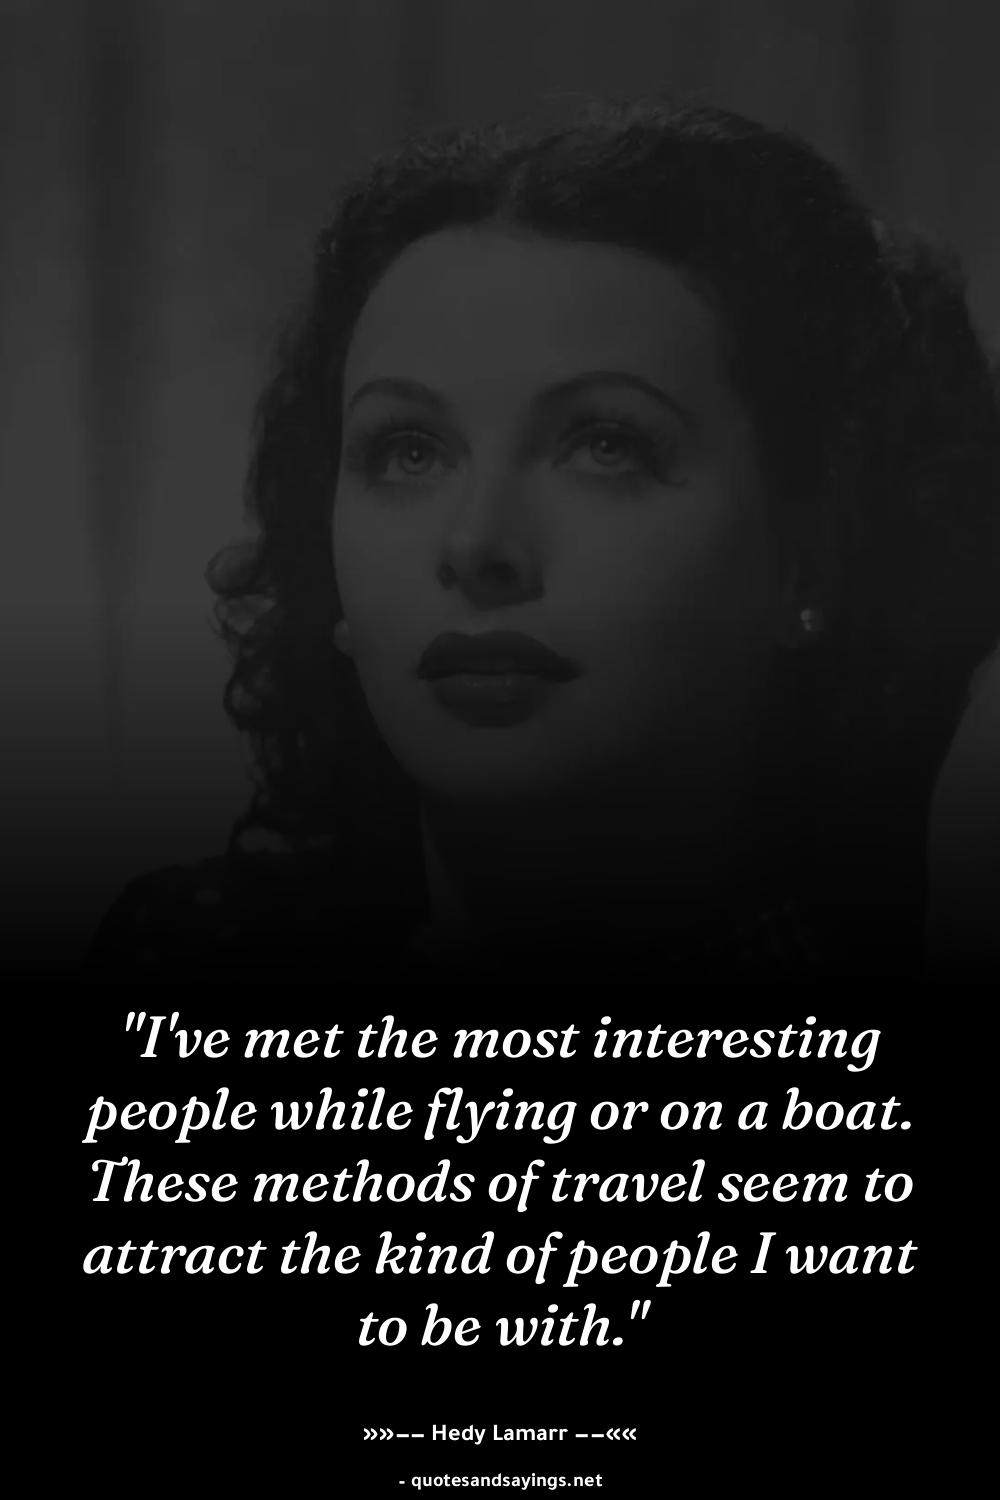 "I've met the most interesting
people while flying or on a boat.
These methods of travel seem to
attract the kind of people I want
to be with."
»»−− Hedy Lamarr −−««
- quotesandsayings.net